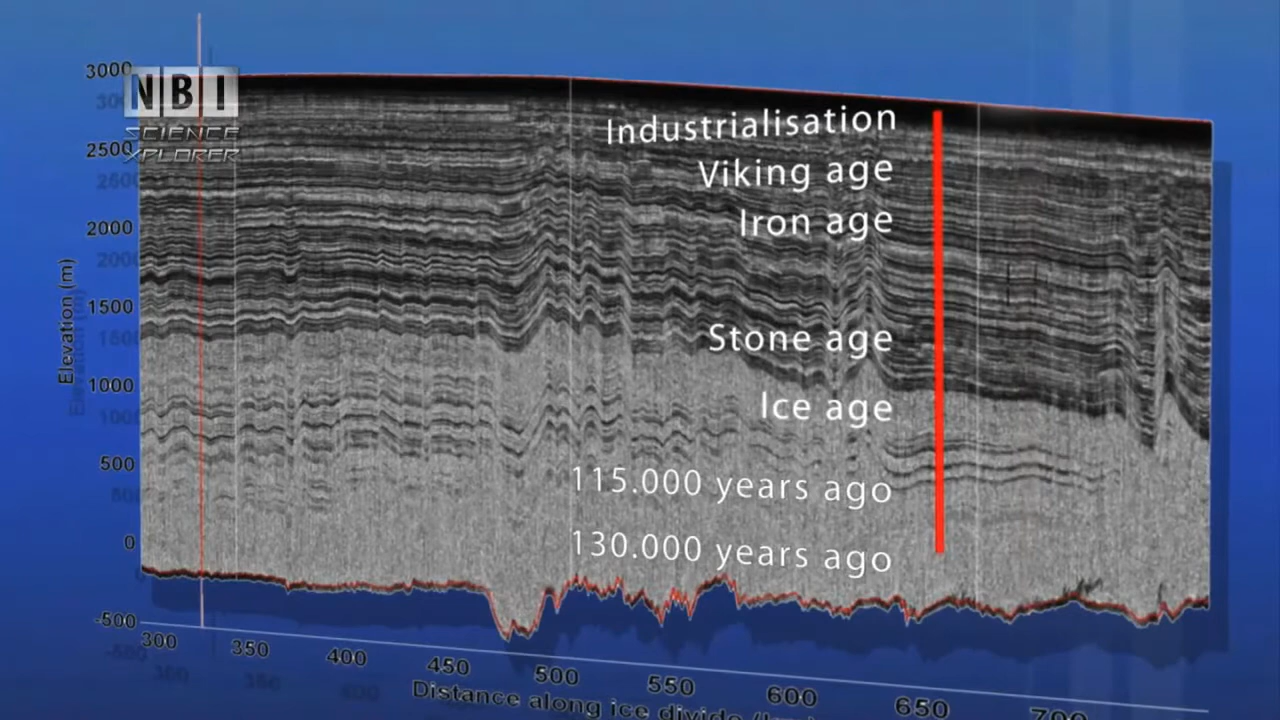 NBI
SCIENCE
XPLORER
3000
2500
2000
1500
1000
500
0
-500
Elevation (m)
Industrialisation
Viking age
Iron age
Stone age
Ice age
115.000 years ago
130.000 years ago
300 350 400 450 500 550 600 650 700
Distance along ice divide